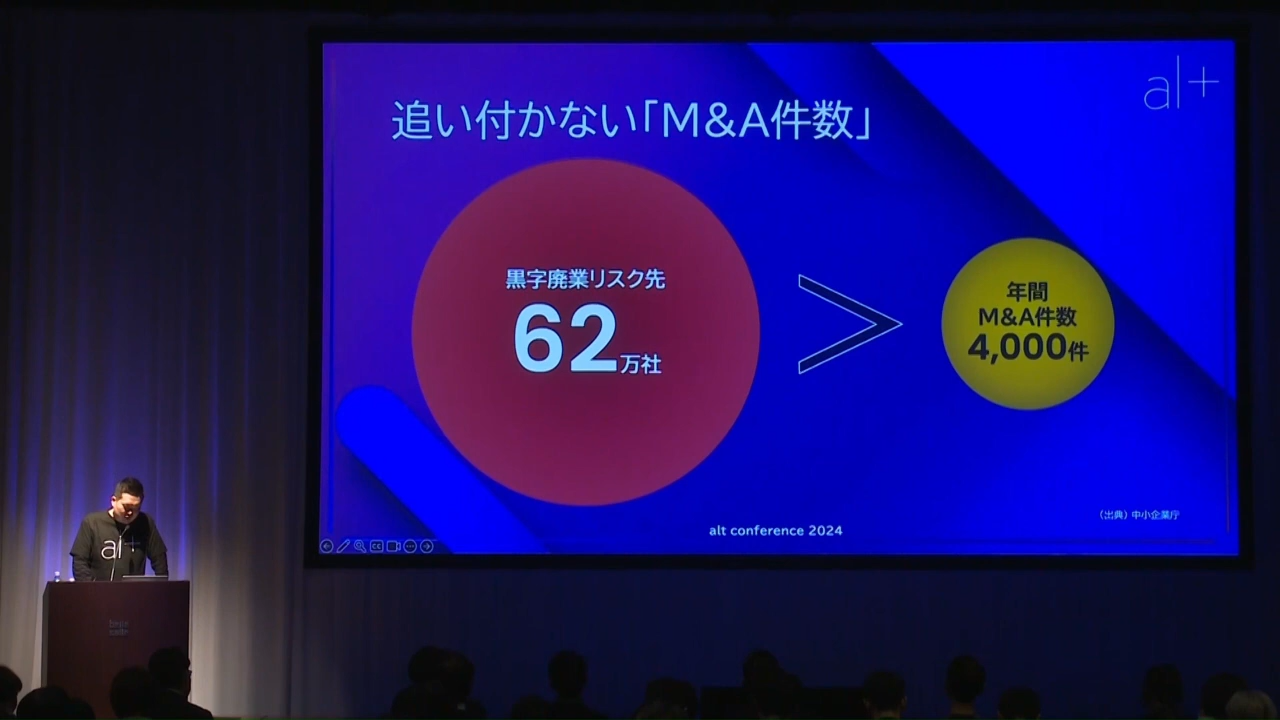 al+
追い付かない「M&A件数」
黒字廃業リスク先
62万社
>
年間
M&A件数
4,000件
(出典) 中小企業庁
alt conference 2024
al+